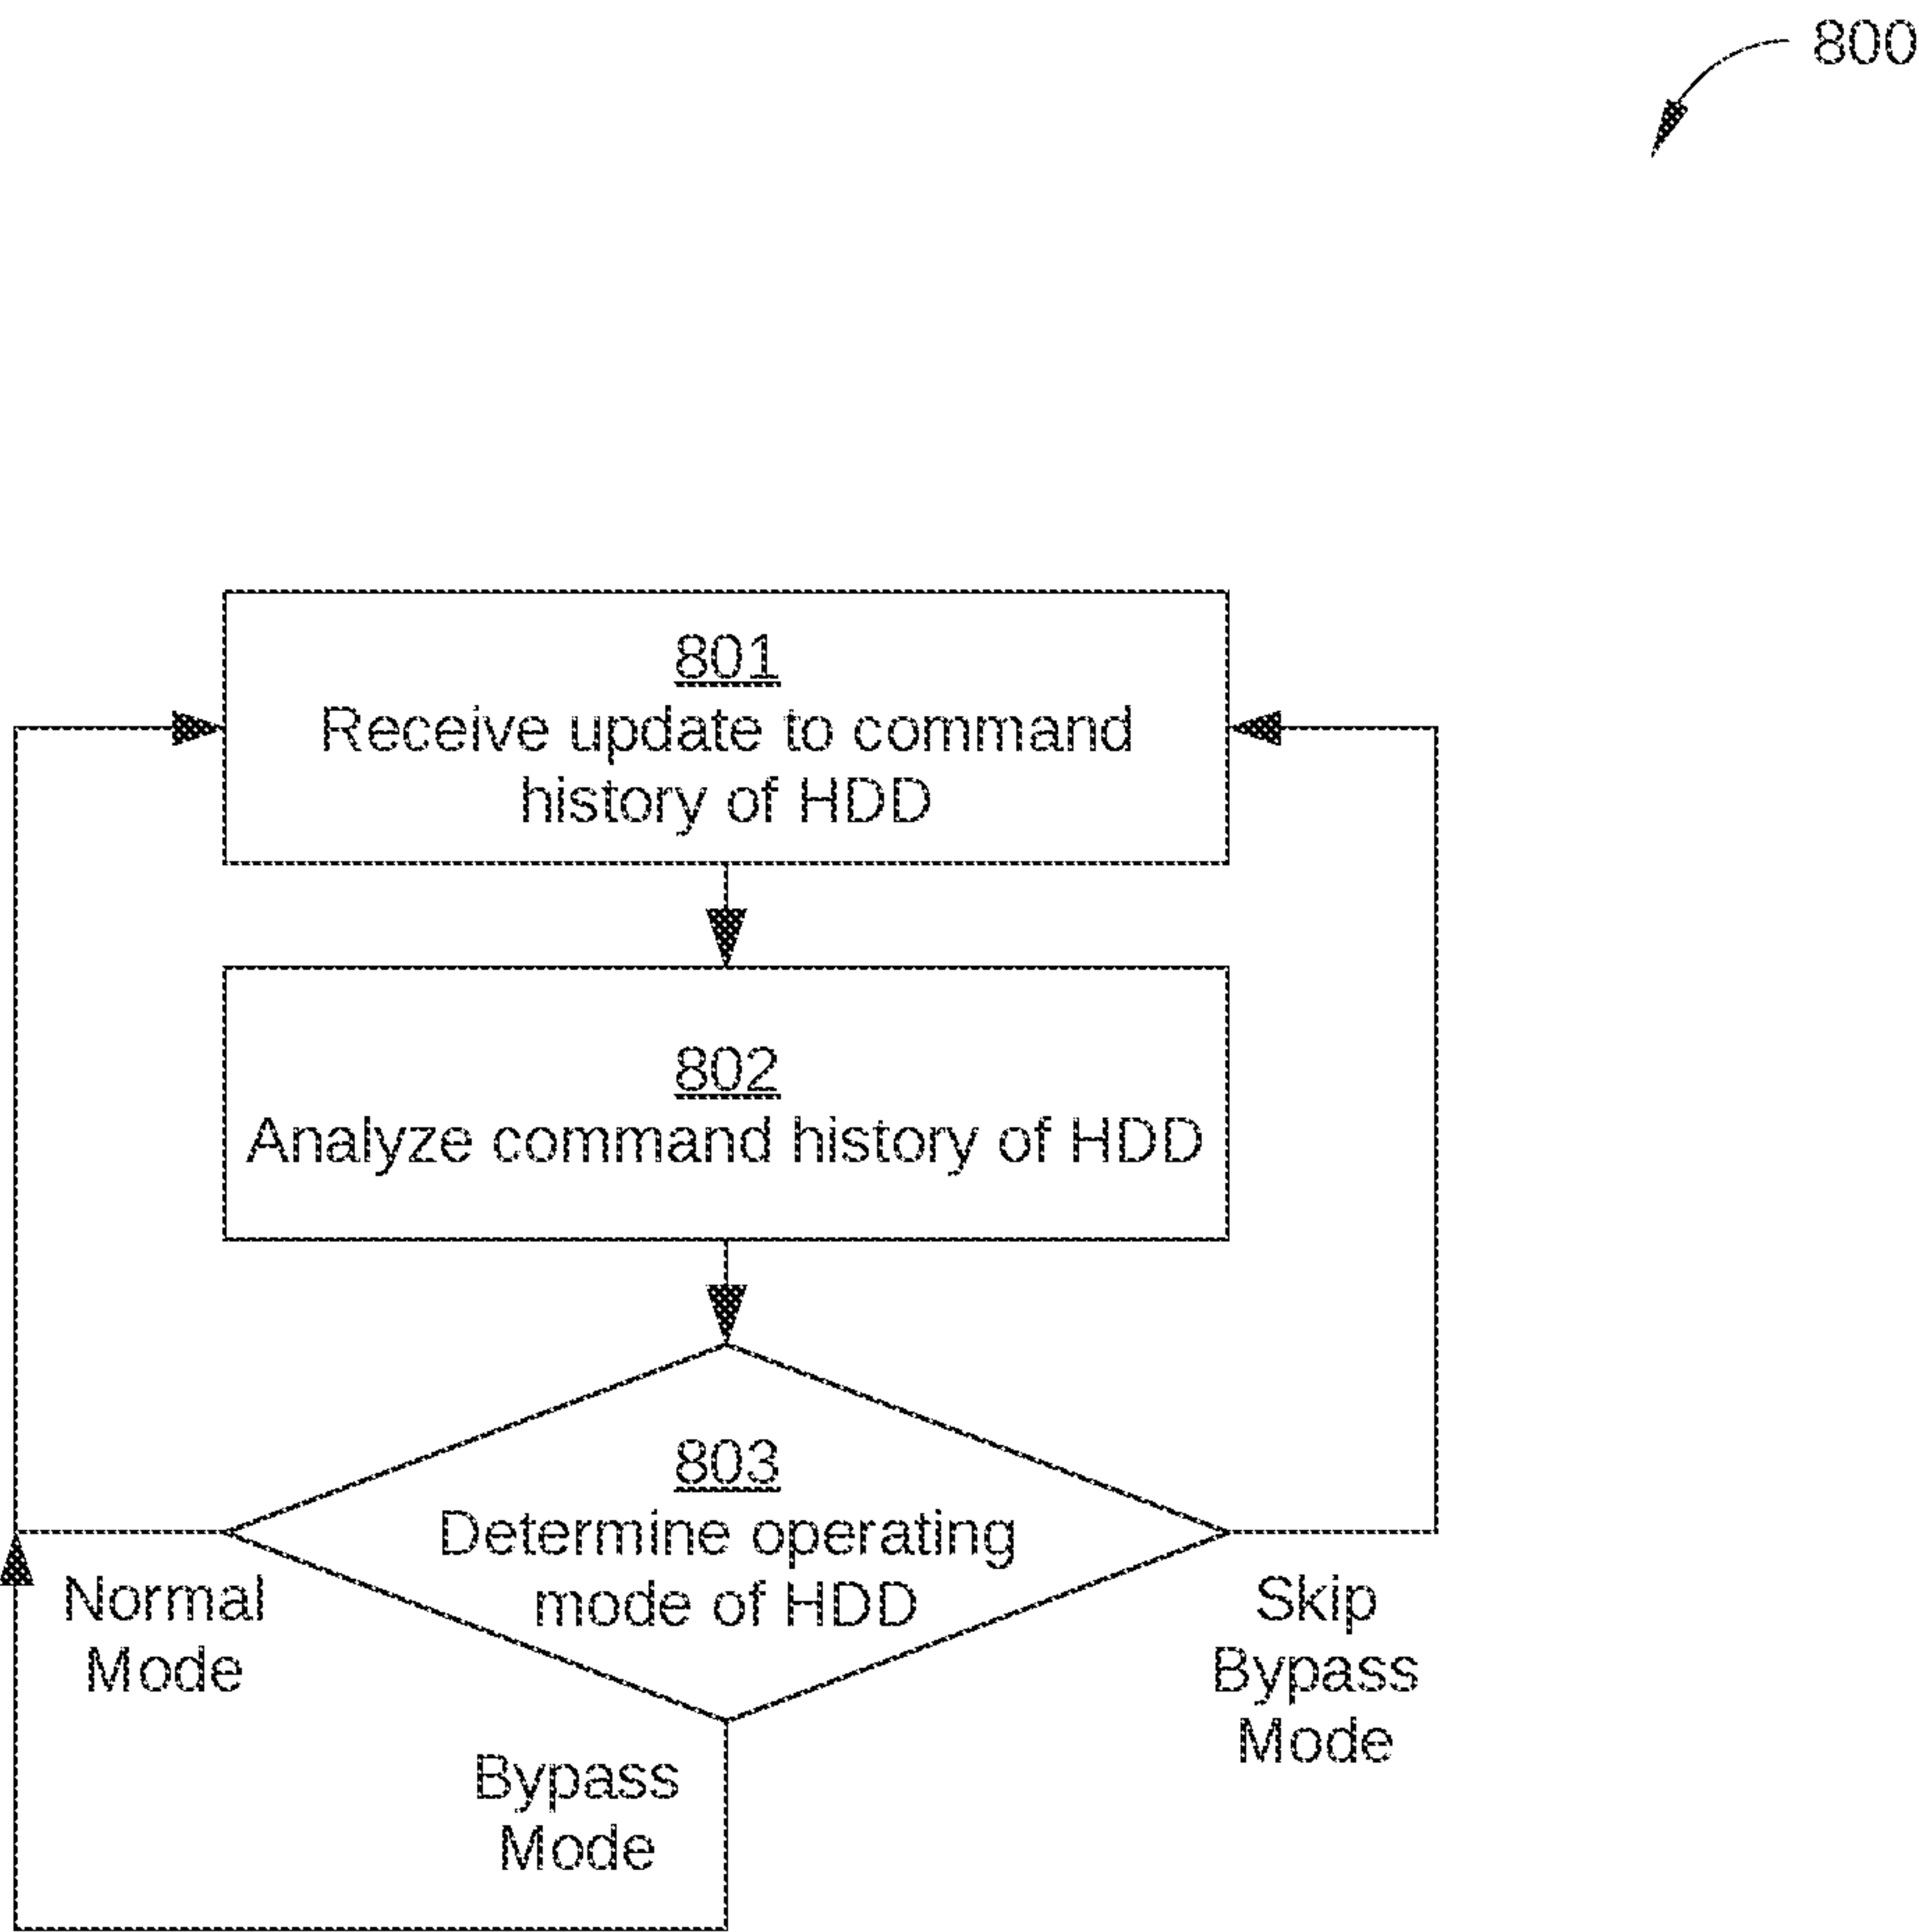 800
801
Receive update to command
history of HDD
802
Analyze command history of HDD
803
Determine operating
mode of HDD
Normal
Mode
Skip
Bypass
Mode
Bypass
Mode